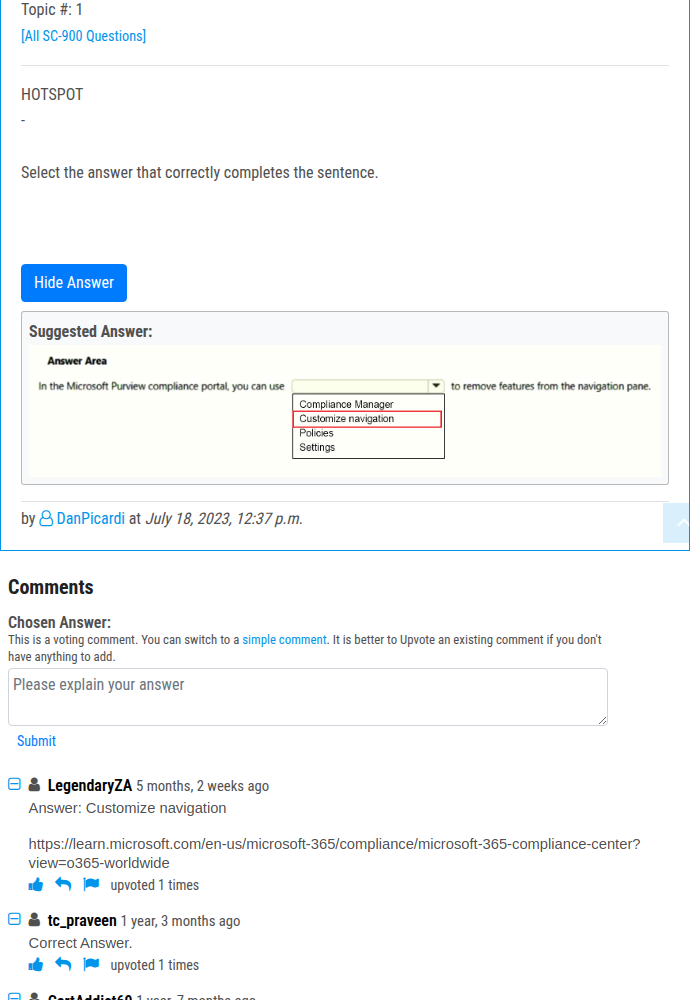 Topic #: 1
[All SC-900 Questions]
HOTSPOT
-
Select the answer that correctly completes the sentence.
Hide Answer
Suggested Answer:
Answer Area
In the Microsoft Purview compliance portal, you can use to remove features from the navigation pane.
Compliance Manager
Customize navigation
Policies
Settings
by DanPicardi at July 18, 2023, 12:37 p.m.
Comments
Chosen Answer:
This is a voting comment. You can switch to a simple comment. It is better to Upvote an existing comment if you don't
have anything to add.
Please explain your answer
Submit
LegendaryZA 5 months, 2 weeks ago
Answer: Customize navigation
https://learn.microsoft.com/en-us/microsoft-365/compliance/microsoft-365-compliance-center?
view=o365-worldwide
upvoted 1 times
tc_praveen 1 year, 3 months ago
Correct Answer.
upvoted 1 times